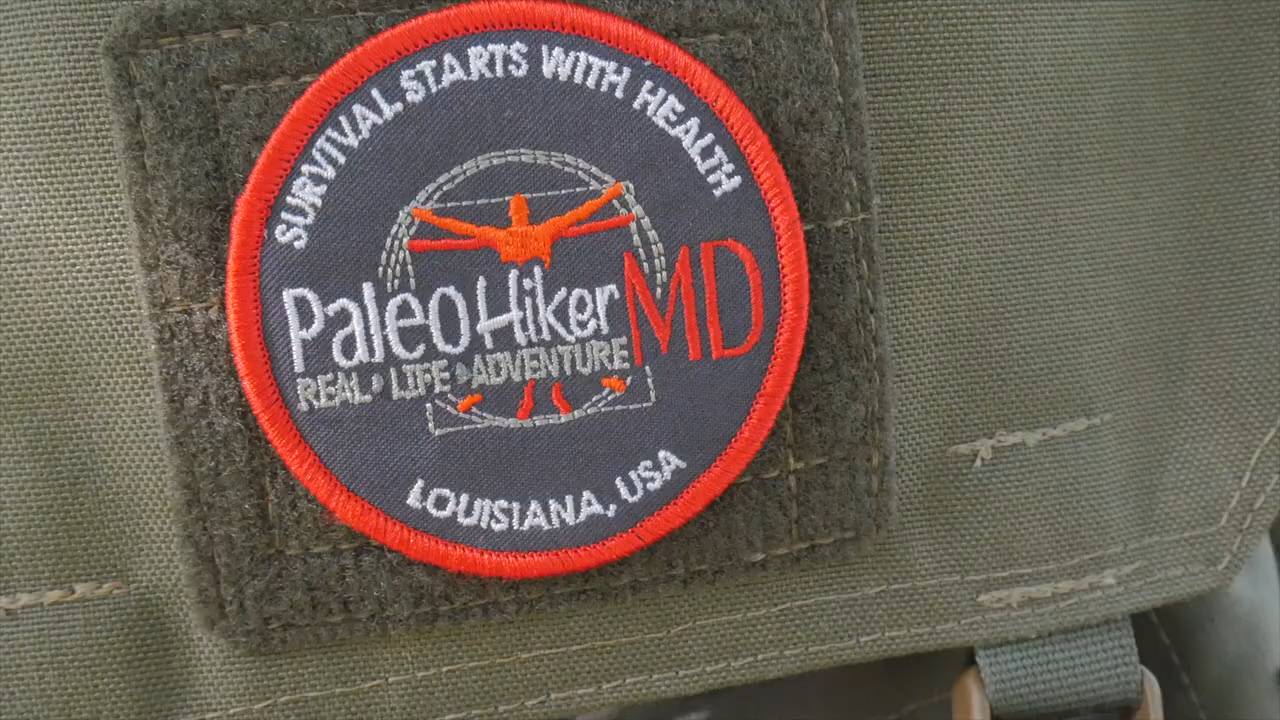 SURVIVAL STARTS WITH HEALTH
PaleoHikerMD
REAL • LIFE • ADVENTURE
LOUISIANA, USA